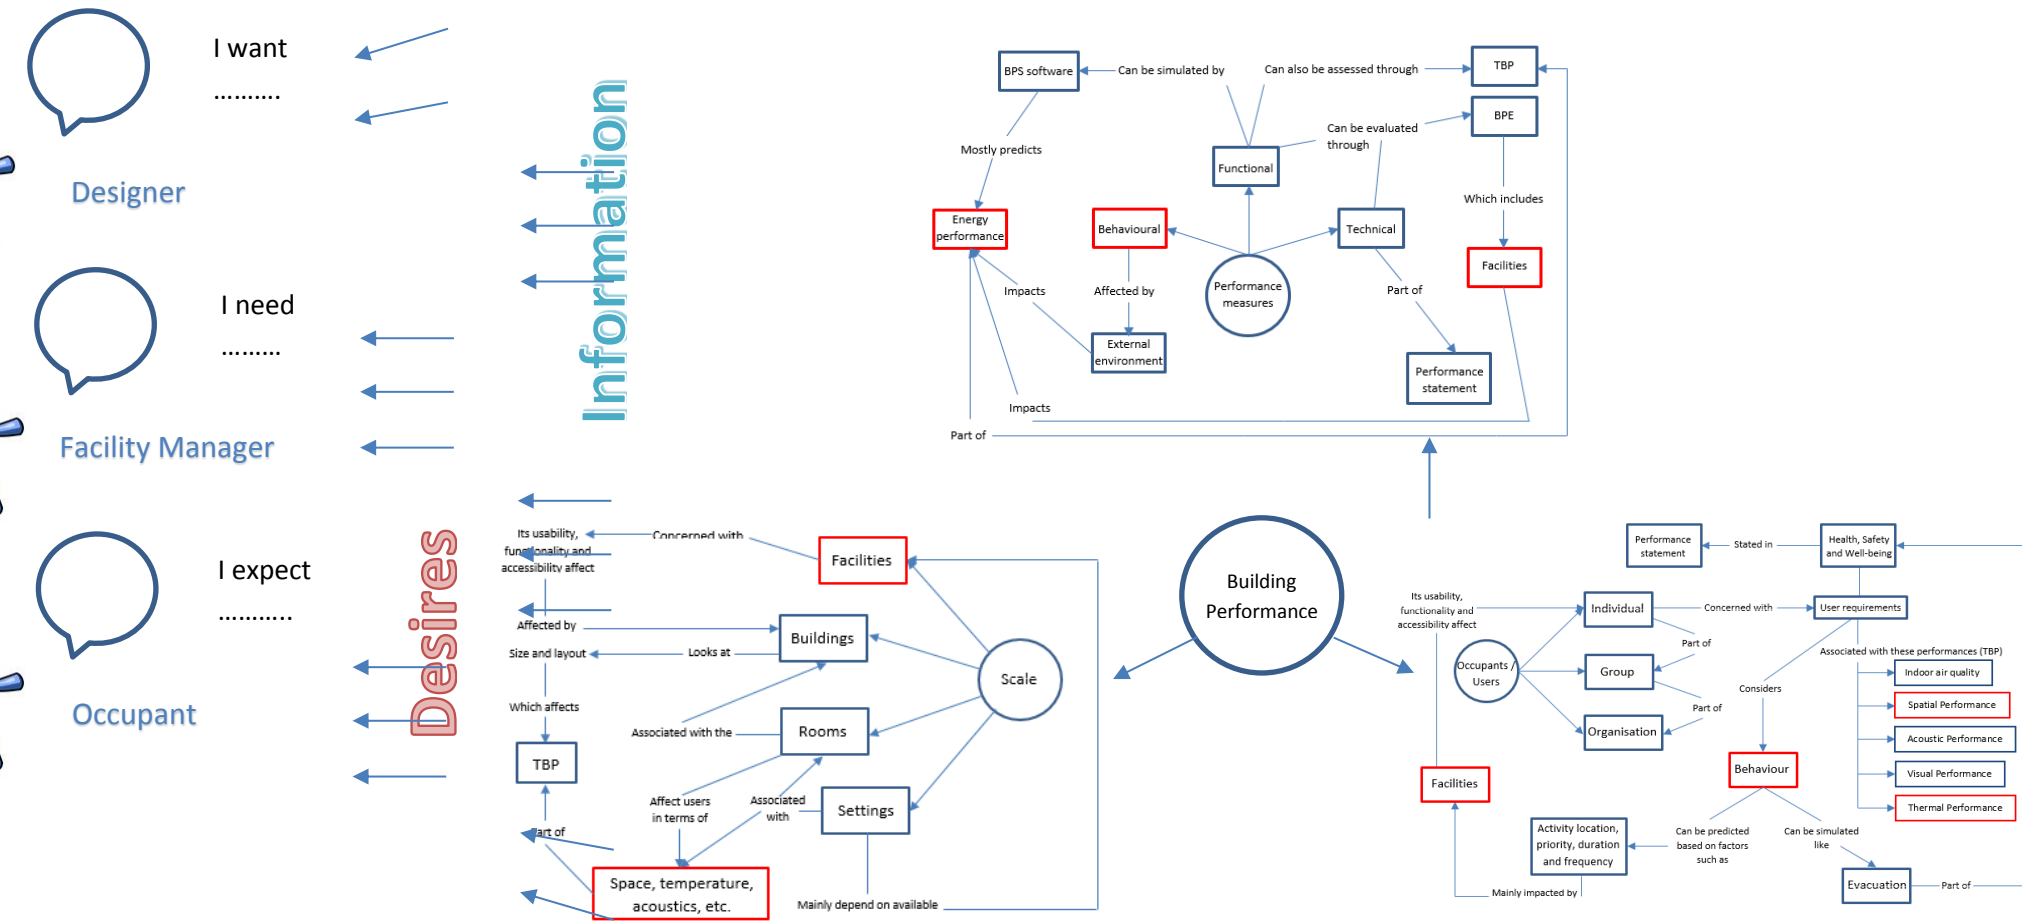 I want
..........
Designer
I need
.........
Facility Manager
I expect
...........
Occupant
Information
Desires
BPS software
Can be simulated by
Can also be assessed through
TBP
BPE
Can be evaluated
through
Mostly predicts
Functional
Which includes
Energy
performance
Behavioural
Technical
Facilities
Impacts
Affected by
Performance
measures
Part of
External
environment
Performance
statement
Impacts
Part of
Building
Performance
Its usability,
functionality and
accessibility affect
Concerned with
Facilities
Affected by
Buildings
Size and layout
Looks at
Scale
Which affects
Associated with the
Rooms
TBP
Affect users
in terms of
Associated
with
Settings
Part of
Space, temperature,
acoustics, etc.
Mainly depend on available
Performance
statement
Stated in
Health, Safety
and Well-being
Its usability,
functionality and
accessibility affect
Individual
Concerned with
User requirements
Part of
Occupants /
Users
Group
Associated with these performances (TBP)
Indoor air quality
Considers
Part of
Spatial Performance
Organisation
Acoustic Performance
Behaviour
Visual Performance
Facilities
Thermal Performance
Activity location,
priority, duration
and frequency
Can be predicted
based on factors
such as
Can be simulated
like
Mainly impacted by
Evacuation
Part of